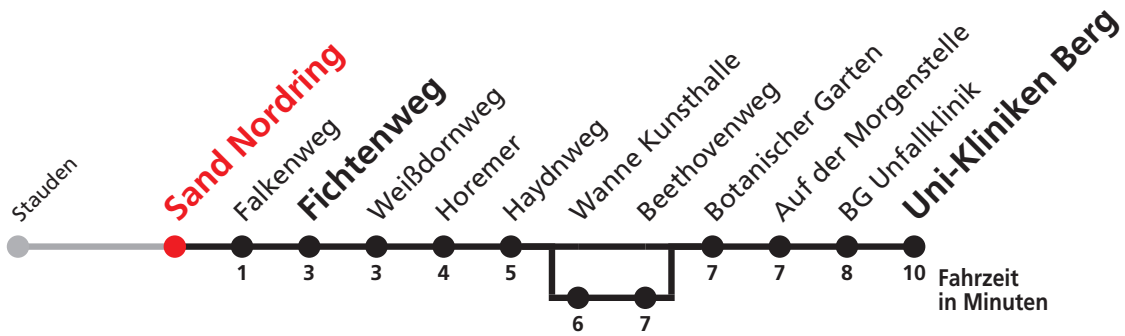 Stauden
Sand Nordring
Falkenweg
Fichtenweg
Weißdornweg
Horemer
Haydnweg
Wanne Kunsthalle
Beethovenweg
Botanischer Garten
Auf der Morgenstelle
BG Unfallklinik
Uni-Kliniken Berg
1 3 3 4 5 7 7 8 10
6 7
Fahrzeit
in Minuten